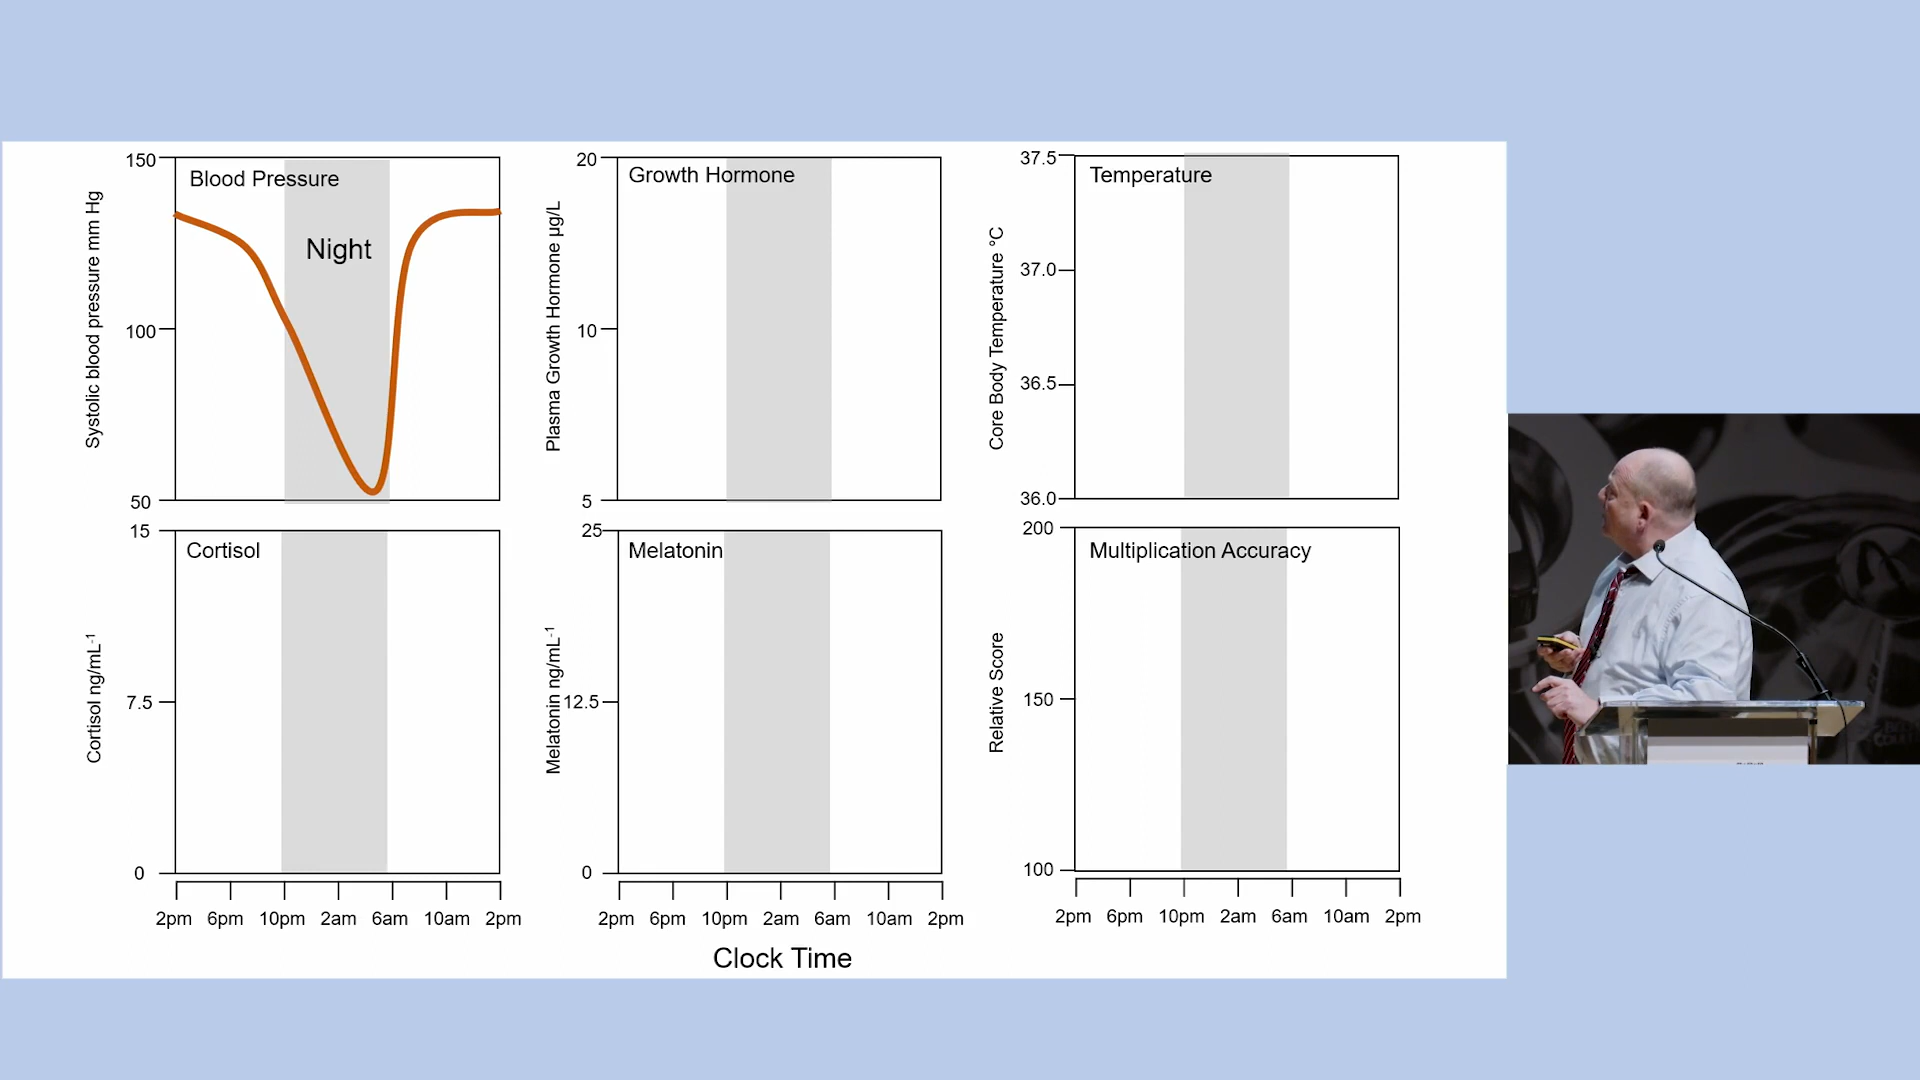 Blood Pressure
Night
Systolic blood pressure mm Hg
150
100
50
Growth Hormone
Plasma Growth Hormone µg/L
20
10
5
Temperature
Core Body Temperature °C
37.5
37.0
36.5
36.0
Cortisol
Cortisol ng/mL⁻¹
15
7.5
0
2pm 6pm 10pm 2am 6am 10am 2pm
Melatonin
Melatonin ng/mL⁻¹
25
12.5
0
2pm 6pm 10pm 2am 6am 10am 2pm
Multiplication Accuracy
Relative Score
200
150
100
2pm 6pm 10pm 2am 6am 10am 2pm
Clock Time